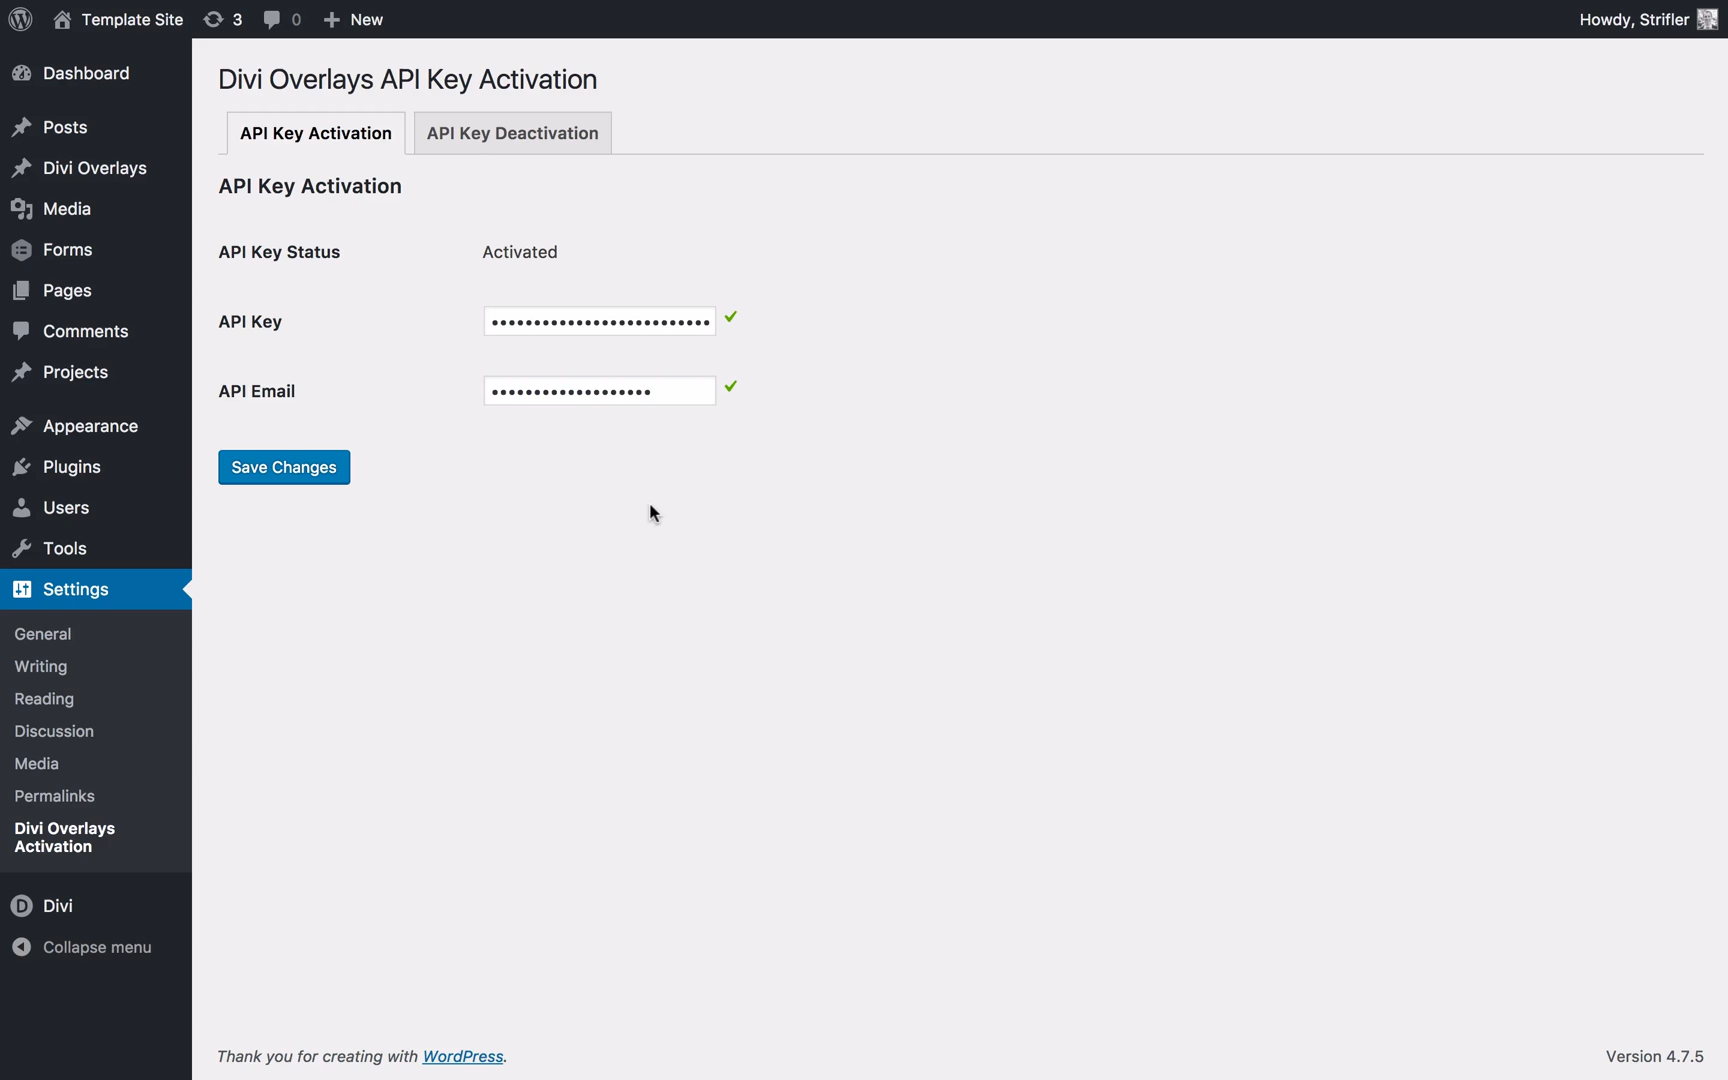 Template Site
3
0
New
Howdy, Strifler
Dashboard
Posts
Divi Overlays
Media
Forms
Pages
Comments
Projects
Appearance
Plugins
Users
Tools
Settings
General
Writing
Reading
Discussion
Media
Permalinks
Divi Overlays
Activation
Divi
Collapse menu
Divi Overlays API Key Activation
API Key Activation
API Key Deactivation
API Key Activation
API Key Status
Activated
API Key
••••••••••••••••••••••••••
API Email
•••••••••••••••••••
Save Changes
Thank you for creating with WordPress.
Version 4.7.5